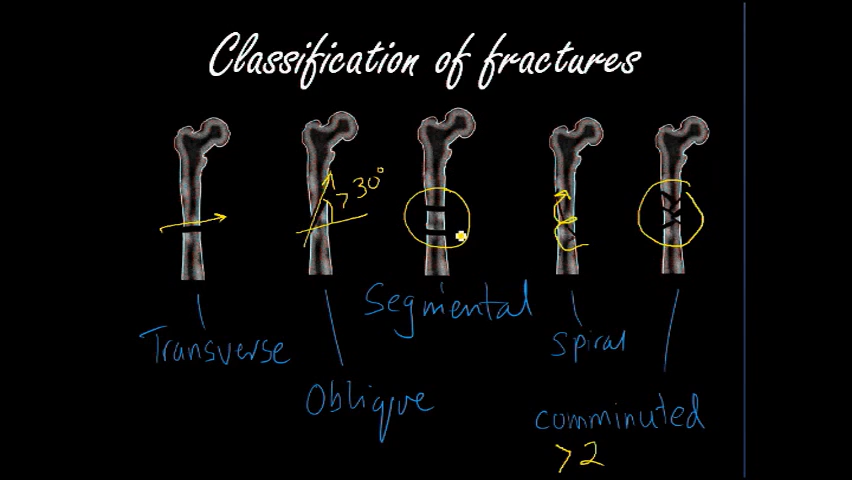 Classification of fractures
>30°
Segmental
Transverse
spiral
Oblique
comminuted
>2